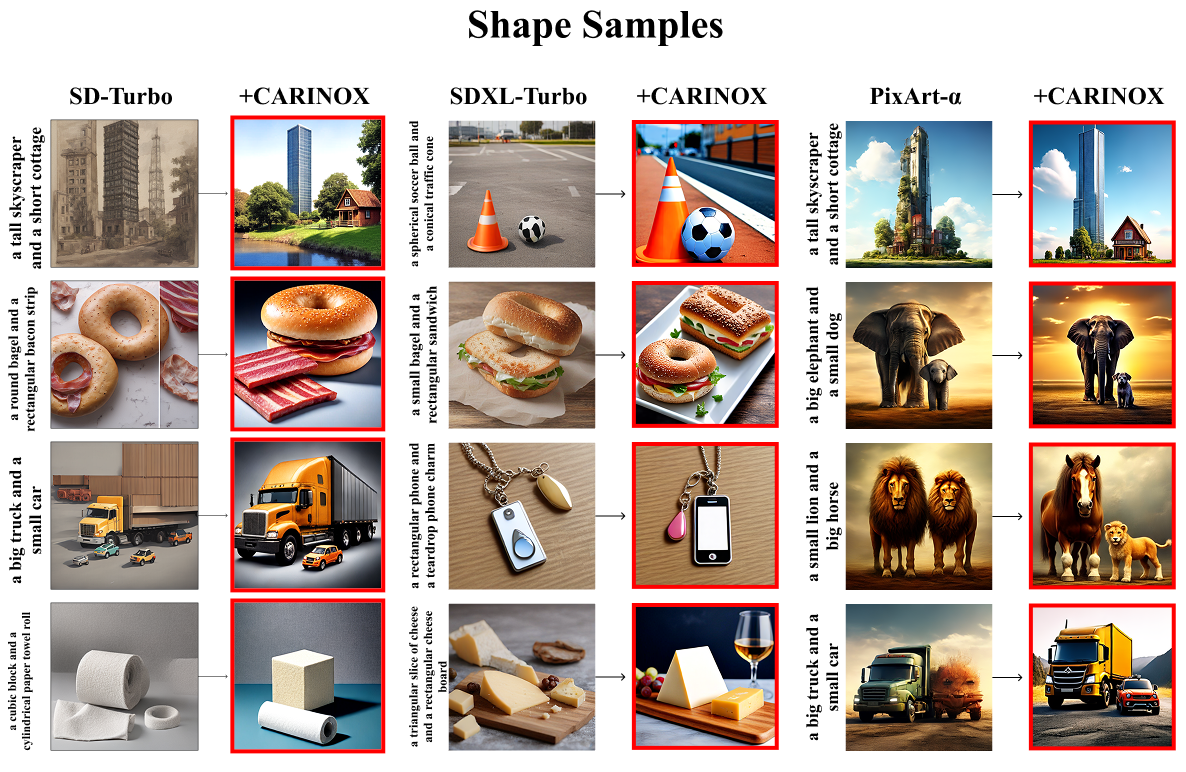 Shape Samples
SD-Turbo
+CARINOX
SDXL-Turbo
+CARINOX
PixArt-α
+CARINOX
a tall skyscraper
and a short cottage
a spherical soccer ball and
a conical traffic cone
a tall skyscraper
and a short cottage
a round bagel and a
rectangular bacon strip
a small bagel and a
rectangular sandwich
a big elephant and
a small dog
a big truck and a
small car
a rectangular phone and
a teardrop phone charm
a small lion and a
big horse
a cubic block and a
cylindrical paper towel roll
a triangular slice of cheese
and a rectangular cheese
board
a big truck and a
small car